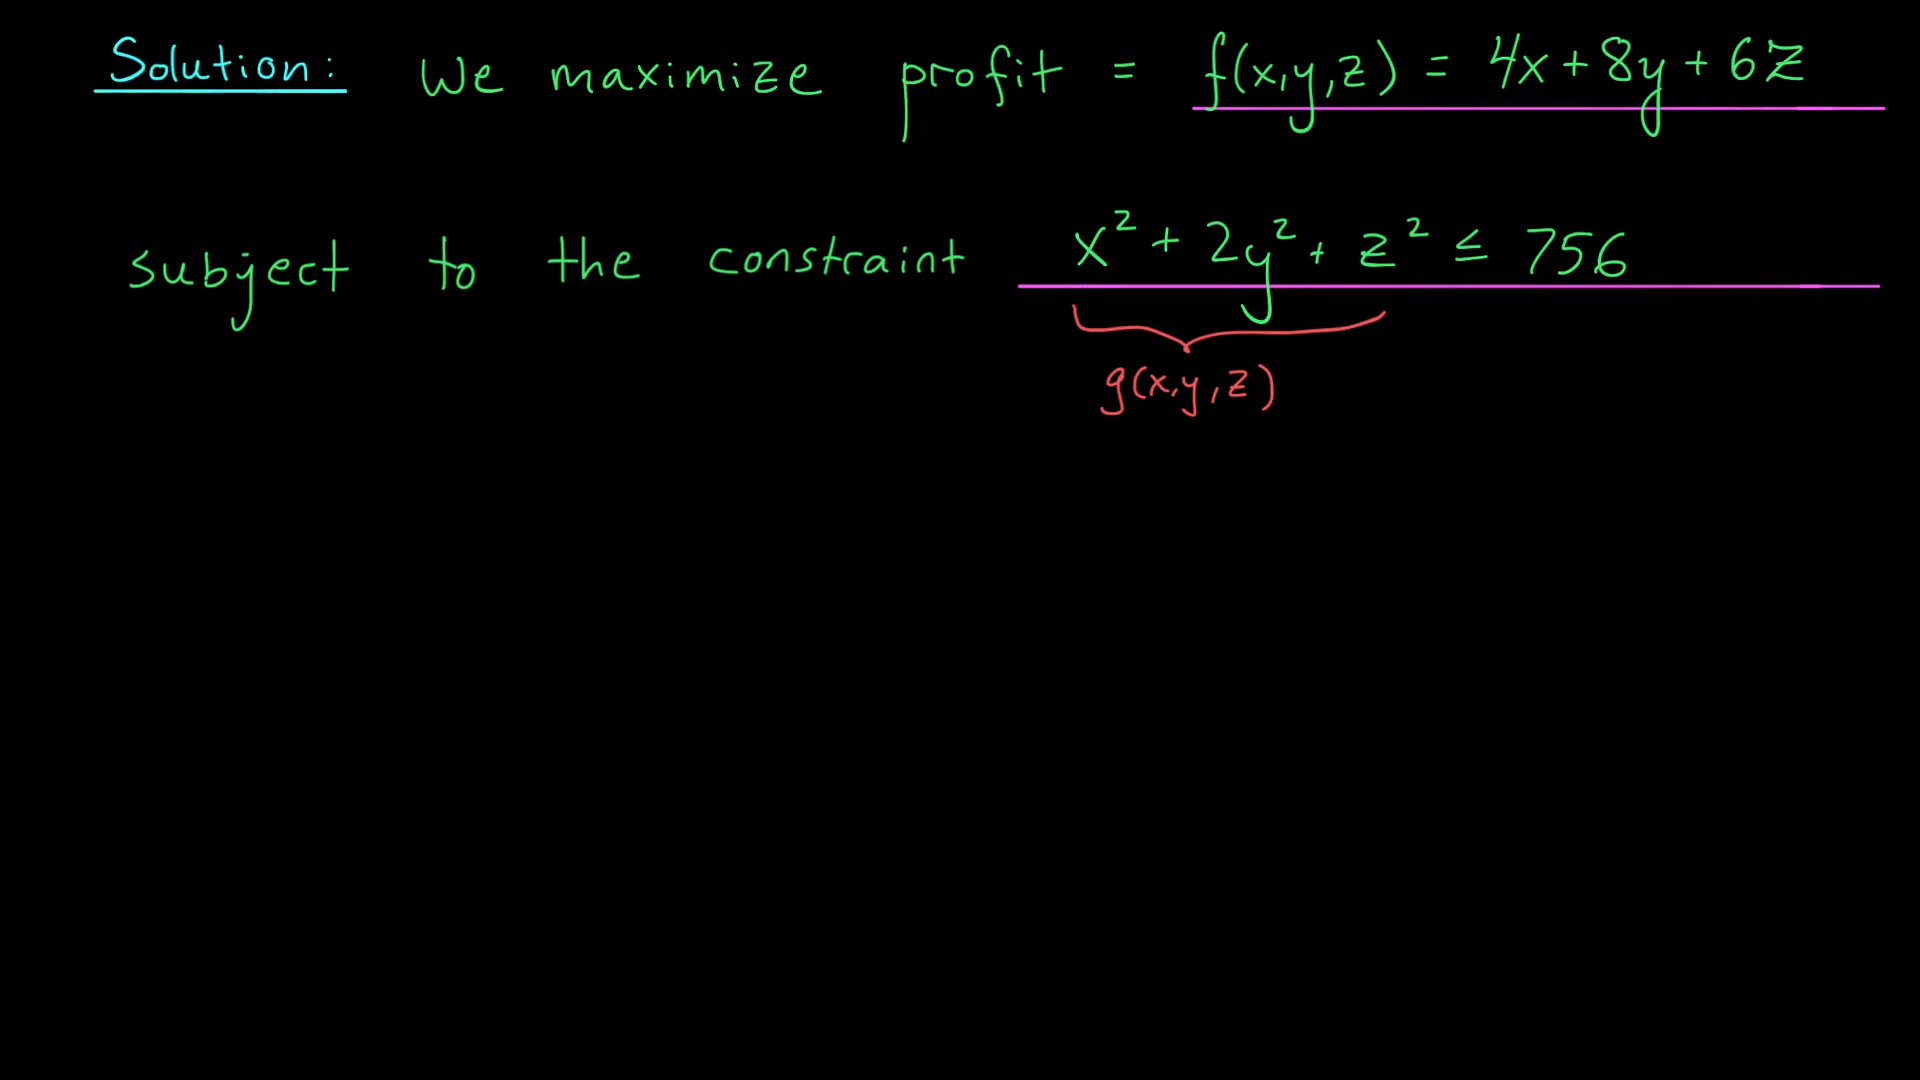 Solution: We maximize profit = f(x,y,z) = 4x + 8y + 6z
subject to the constraint x² + 2y² + z² ≤ 756
g(x,y,z)